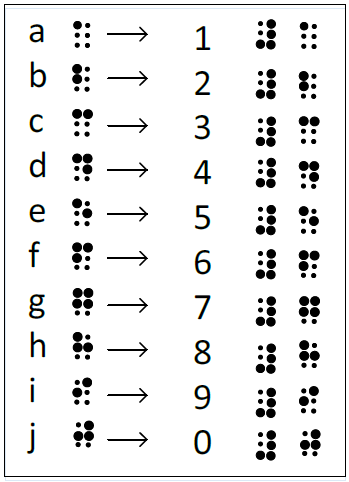 a ⠁ → 1 ⠼ ⠁
b ⠃ → 2 ⠼ ⠃
c ⠉ → 3 ⠼ ⠉
d ⠙ → 4 ⠼ ⠙
e ⠑ → 5 ⠼ ⠑
f ⠋ → 6 ⠼ ⠋
g ⠛ → 7 ⠼ ⠛
h ⠓ → 8 ⠼ ⠓
i ⠊ → 9 ⠼ ⠊
j ⠚ → 0 ⠼ ⠚